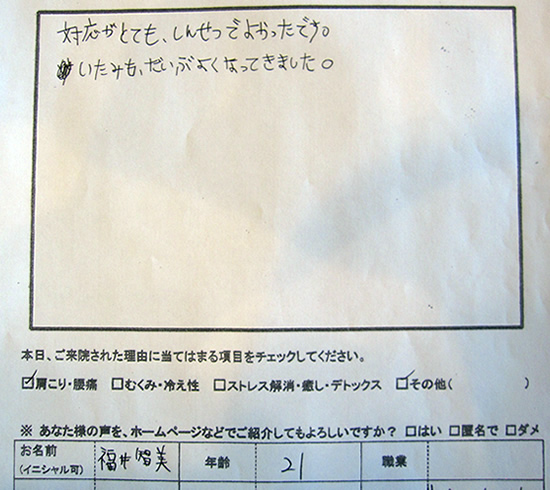 対応がとても、しんせつでよかったです。
いたみも、だいぶよくなってきました。
本日、ご来院された理由に当てはまる項目をチェックしてください。
☑肩こり・腰痛 □むくみ・冷え性 □ストレス解消・癒し・デトックス ☑その他( )
※ あなた様の声を、ホームページなどでご紹介してもよろしいですか? □はい □匿名で □ダメ
お名前 福井智美 年齢 21 職業
(イニシャル可)